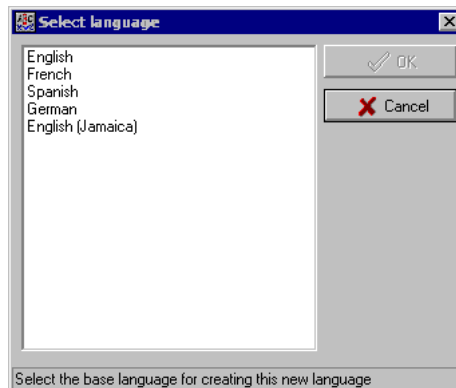 Select language
English
French
Spanish
German
English (Jamaica)
OK
Cancel
Select the base language for creating this new language